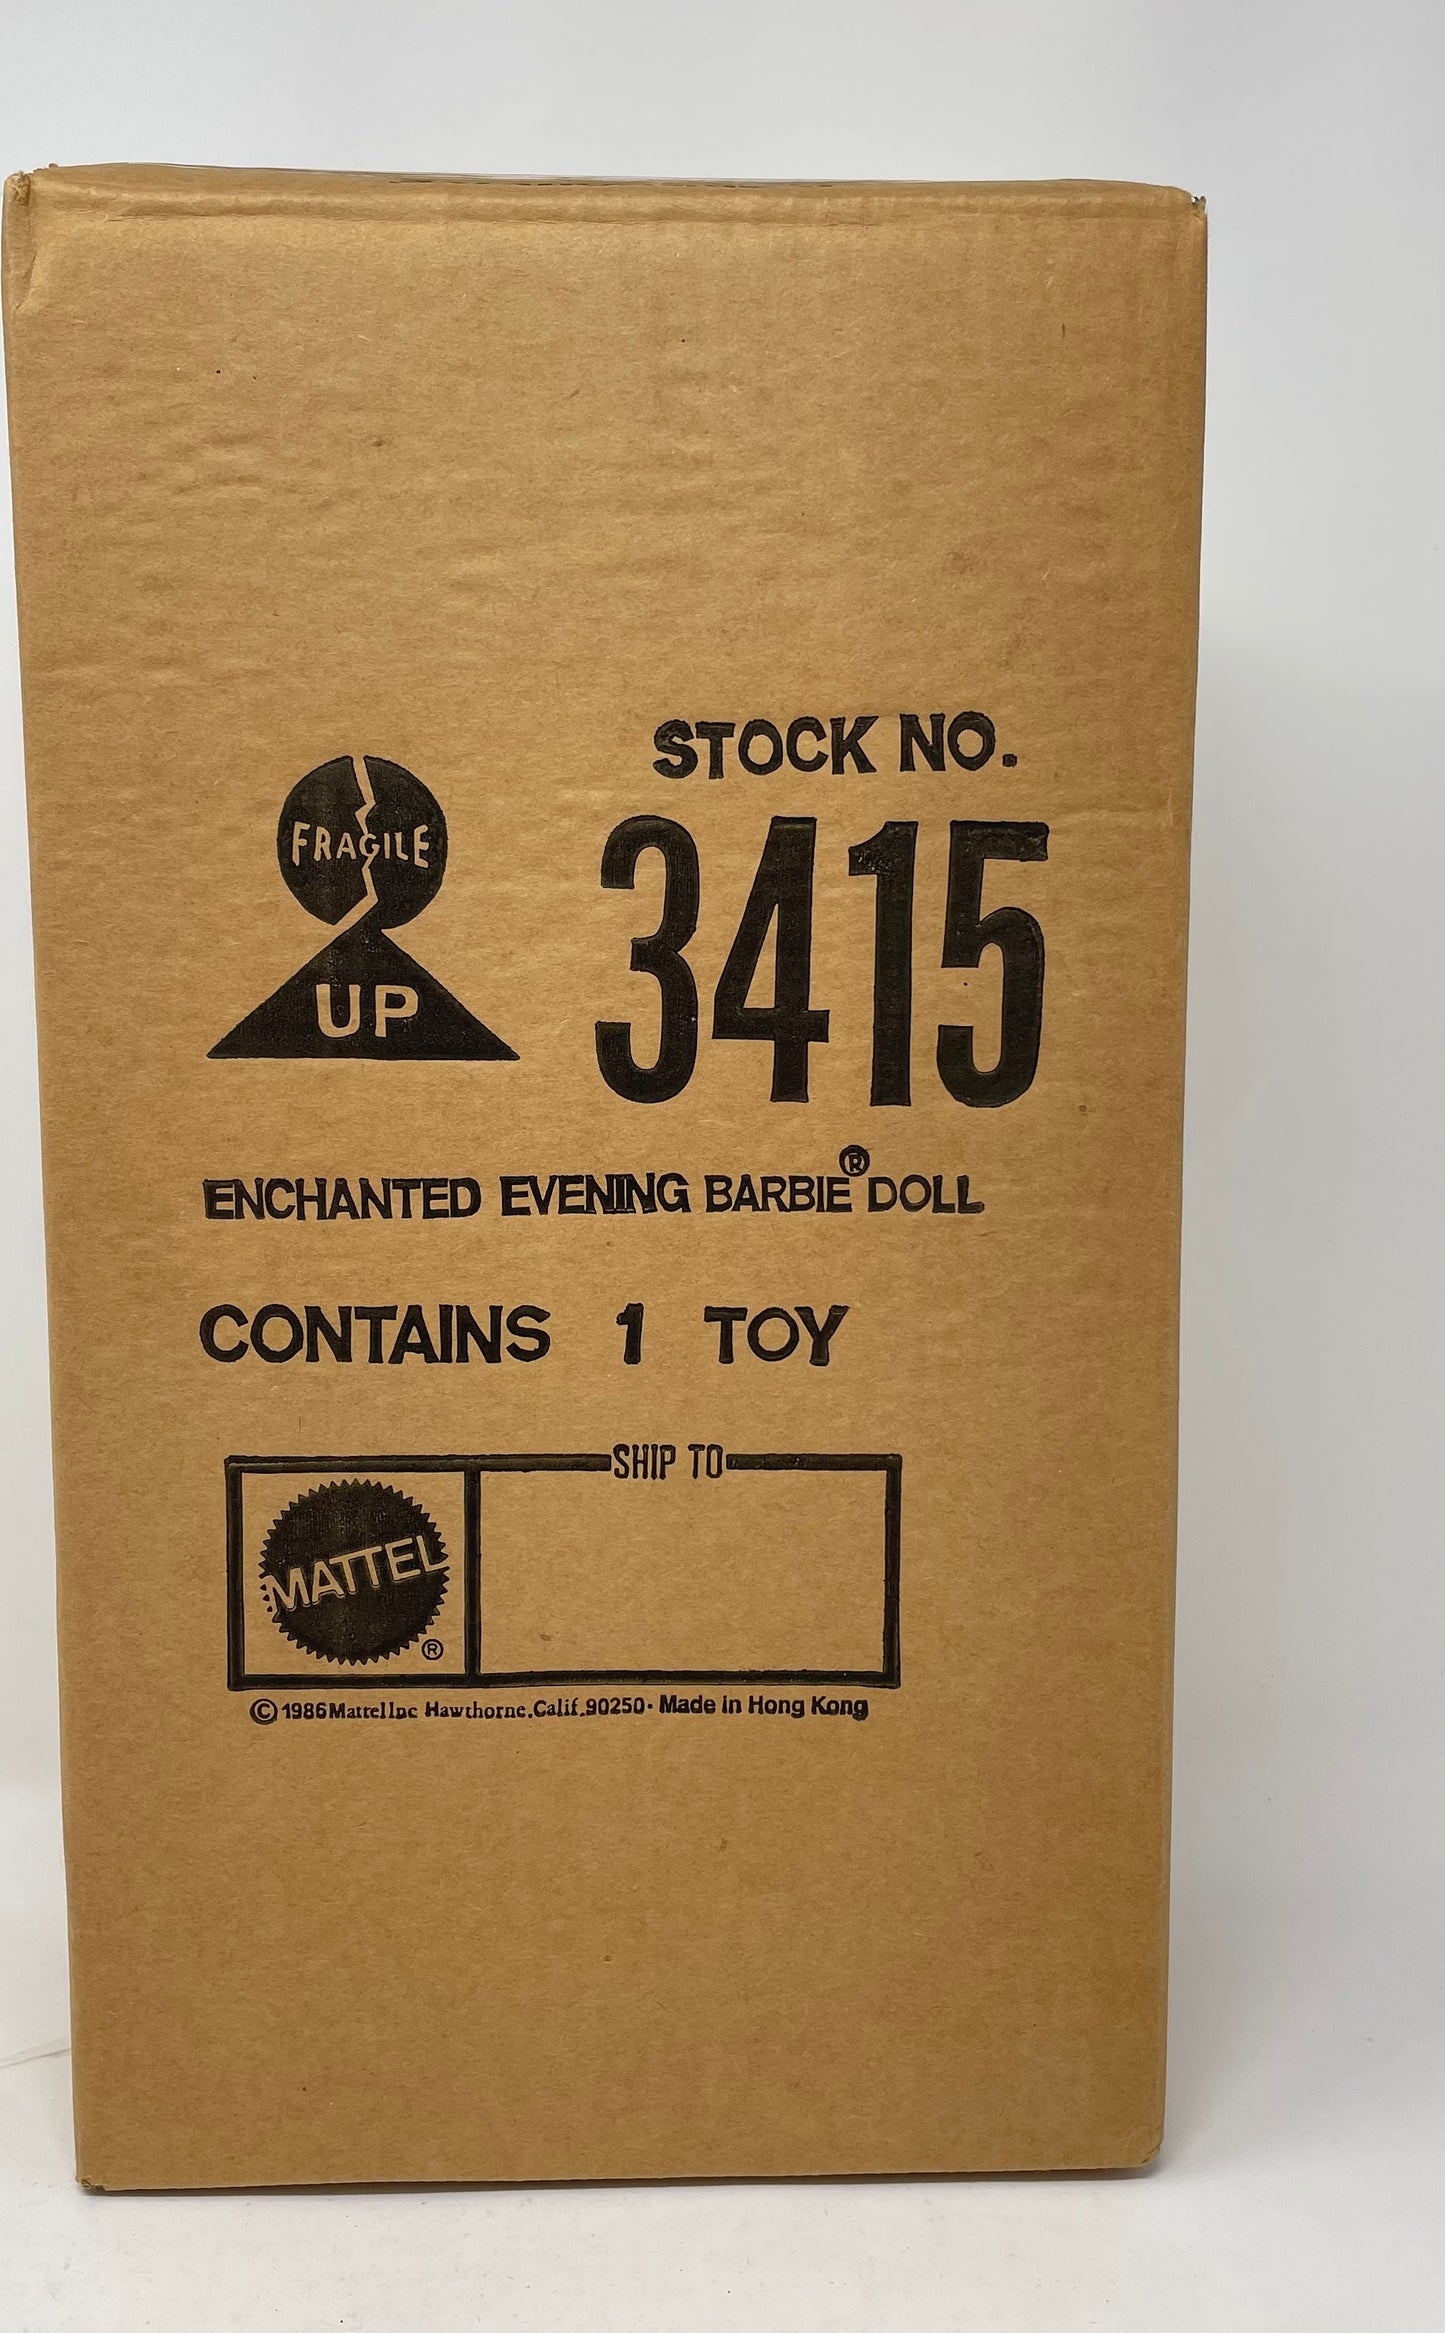 STOCK NO.
FRAGILE
3415
UP
ENCHANTED EVENING BARBIE® DOLL
CONTAINS 1 TOY
SHIP TO
MATTEL
®
© 1986 Mattel Inc Hawthorne, Calif. 90250 · Made in Hong Kong